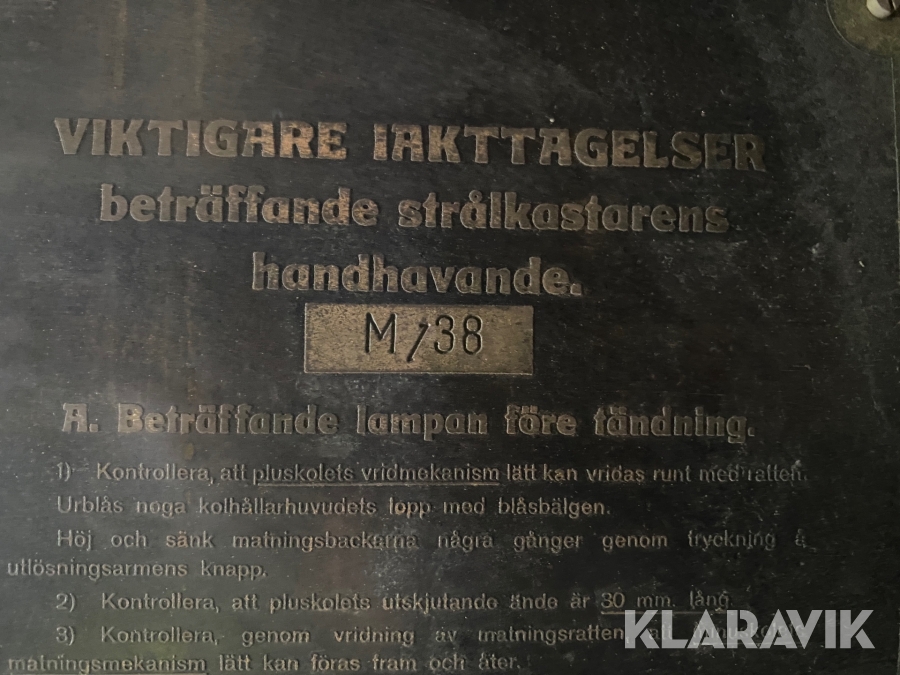 VIKTIGARE IAKTTAGELSER
beträffande strålkastarens
handhavande.
M/38
A. Beträffande lampan före tändning.
1) Kontrollera, att pluskolets vridmekanism lätt kan vridas runt med ratten.
Urblås noga kolhållarhuvudets topp med blåsbälgen.
Höj och sänk matningsbackarna några gånger genom tryckning å
utlösningsarmens knapp.
2) Kontrollera, att pluskolets utskjutande ände är 30 mm. lång.
3) Kontrollera, genom vridning av matningsratten, att
matningsmekanism lätt kan föras fram och åter.
KLARAVIK